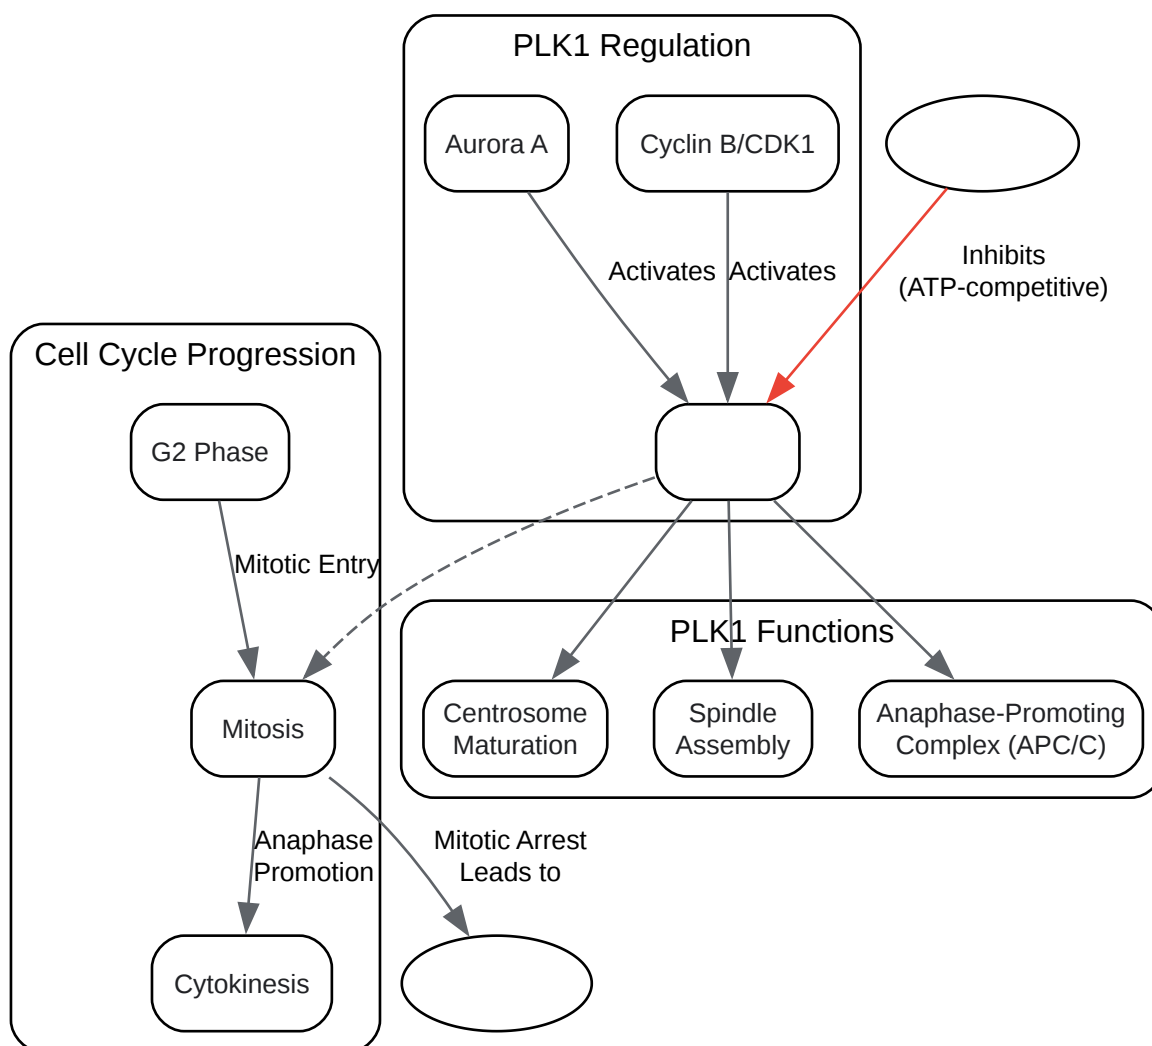 PLK1 Regulation
Aurora A
Cyclin B/CDK1
Activates
Activates
Inhibits
(ATP-competitive)
Cell Cycle Progression
G2 Phase
Mitotic Entry
PLK1 Functions
Mitosis
Centrosome
Maturation
Spindle
Assembly
Anaphase-Promoting
Complex (APC/C)
Anaphase
Promotion
Mitotic Arrest
Leads to
Cytokinesis